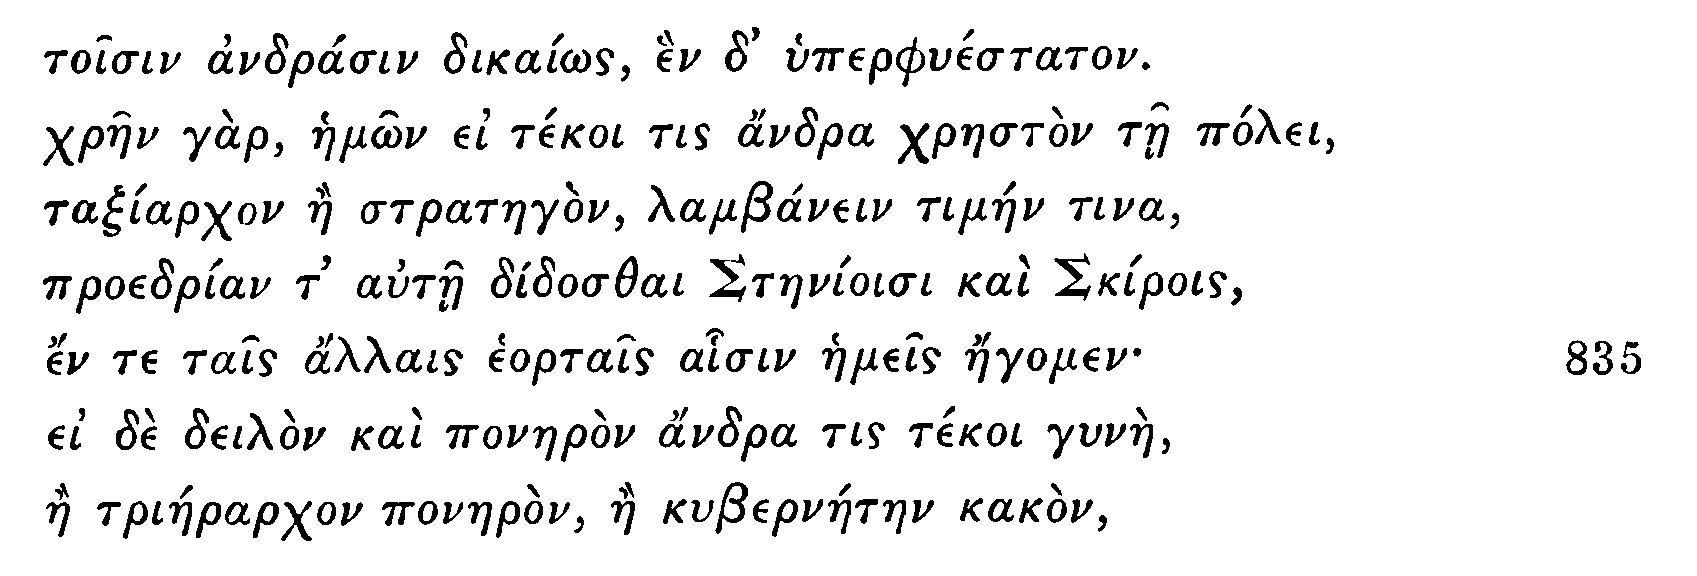 τοῖσιν ἀνδράσιν δικαίως, ἓν δ’ ὑπερφυέστατον.
χρῆν γὰρ, ἡμῶν εἰ τέκοι τις ἄνδρα χρηστὸν τῇ πόλει,
ταξίαρχον ἢ στρατηγὸν, λαμβάνειν τιμήν τινα,
προεδρίαν τ’ αὐτῇ δίδοσθαι Στηνίοισι καὶ Σκίροις,
ἔν τε ταῖς ἄλλαις ἑορταῖς αἷσιν ἡμεῖς ἤγομεν· 835
εἰ δὲ δειλὸν καὶ πονηρὸν ἄνδρα τις τέκοι γυνὴ,
ἢ τριήραρχον πονηρὸν, ἢ κυβερνήτην κακὸν,